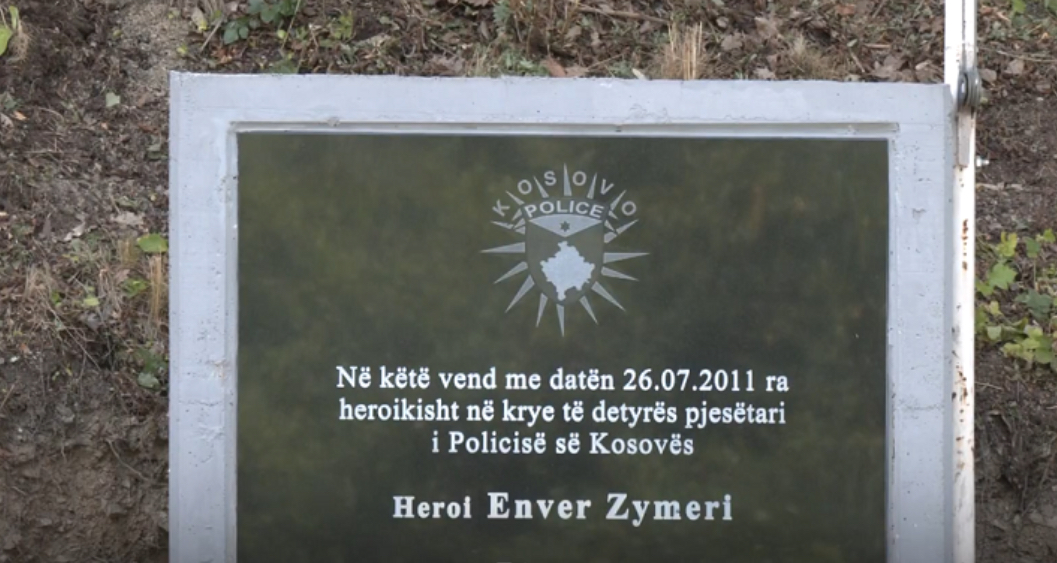 KOSOVO
POLICE
Në këtë vend me datën 26.07.2011 ra
heroikisht në krye të detyrës pjesëtari
i Policisë së Kosovës
Heroi Enver Zymeri